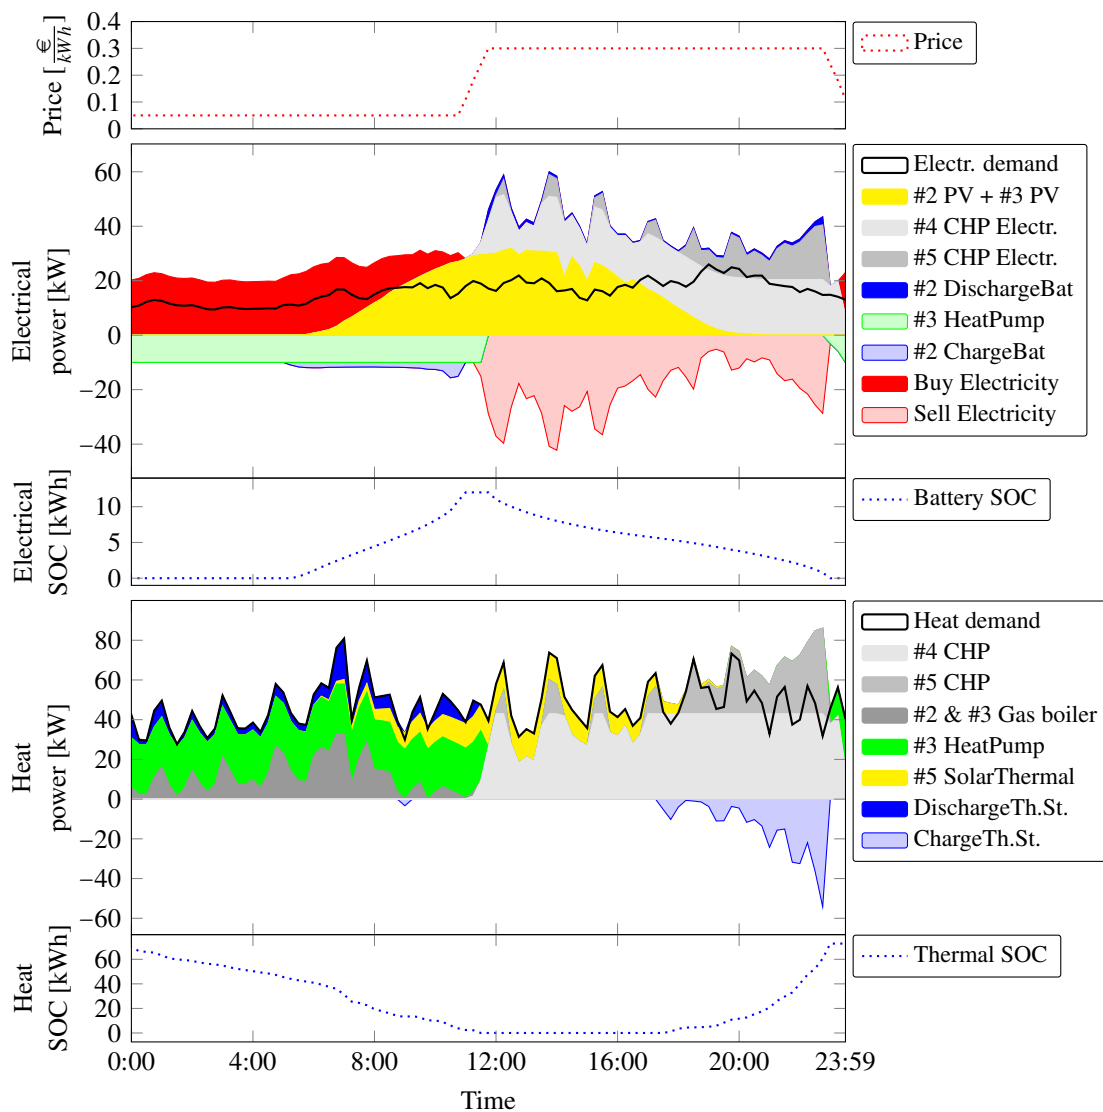 Price [€/kWh]
0.4
0.3
0.2
0.1
0
Price
Electrical
power [kW]
60
40
20
0
−20
−40
Electr. demand
#2 PV + #3 PV
#4 CHP Electr.
#5 CHP Electr.
#2 DischargeBat
#3 HeatPump
#2 ChargeBat
Buy Electricity
Sell Electricity
Electrical
SOC [kWh]
10
5
0
Battery SOC
Heat
power [kW]
80
60
40
20
0
−20
−40
−60
Heat demand
#4 CHP
#5 CHP
#2 & #3 Gas boiler
#3 HeatPump
#5 SolarThermal
DischargeTh.St.
ChargeTh.St.
Heat
SOC [kWh]
60
40
20
0
Thermal SOC
0:00 4:00 8:00 12:00 16:00 20:00 23:59
Time